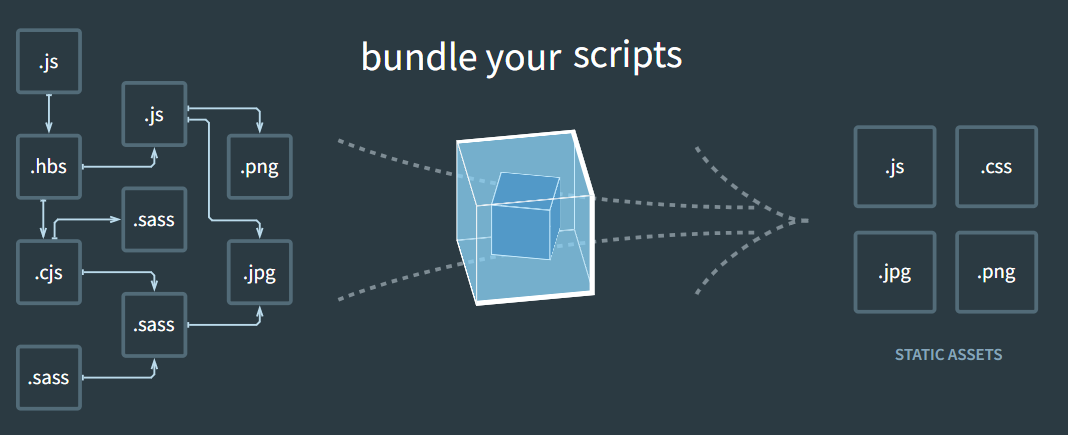 bundle your scripts
.js
.js
.hbs
.png
.sass
.cjs
.jpg
.sass
.sass
.js
.css
.jpg
.png
STATIC ASSETS